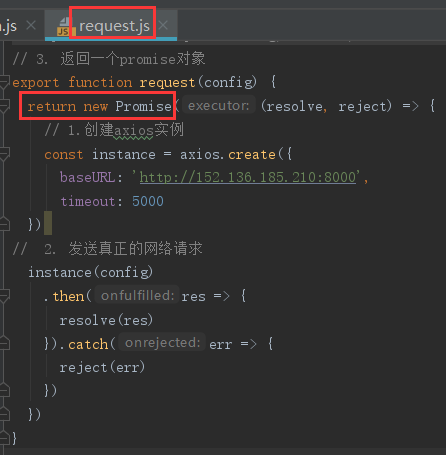 .js × request.js ×
// 3. 返回一个promise对象
export function request(config) {
return new Promise( executor: (resolve, reject) => {
// 1.创建axios实例
const instance = axios.create({
baseURL: 'http://152.136.185.210:8000',
timeout: 5000
})
// 2. 发送真正的网络请求
instance(config)
.then( onfulfilled: res => {
resolve(res)
}).catch( onrejected: err => {
reject(err)
})
})
}